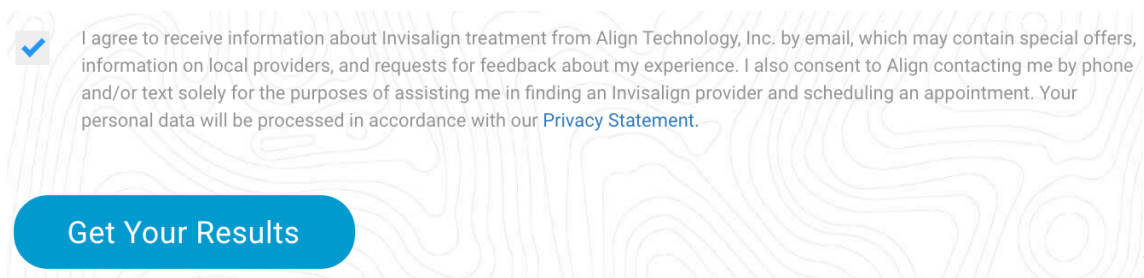 I agree to receive information about Invisalign treatment from Align Technology, Inc. by email, which may contain special offers,
information on local providers, and requests for feedback about my experience. I also consent to Align contacting me by phone
and/or text solely for the purposes of assisting me in finding an Invisalign provider and scheduling an appointment. Your
personal data will be processed in accordance with our Privacy Statement.
Get Your Results